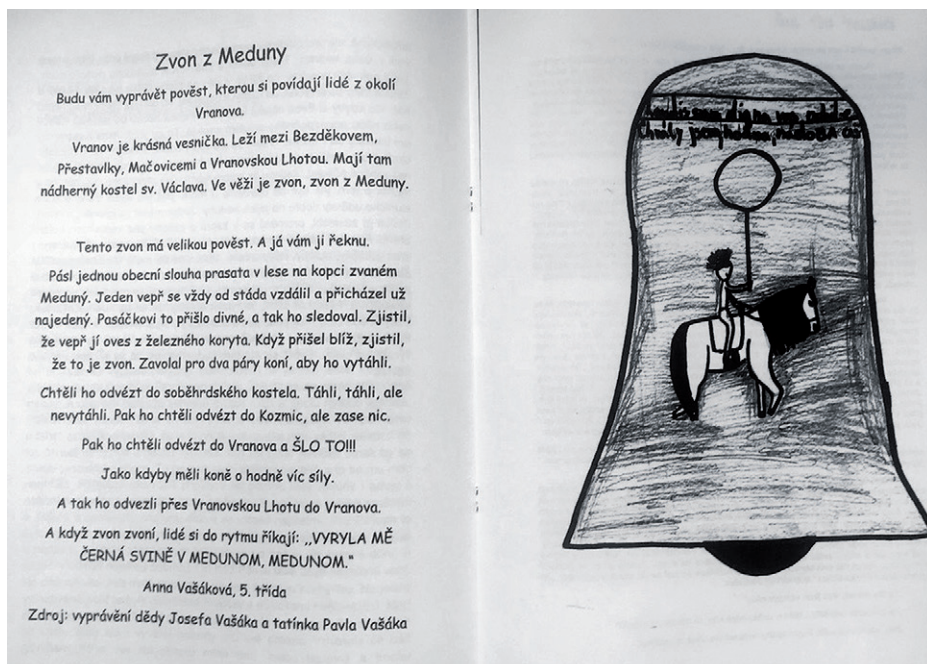 Zvon z Meduny
Budu vám vyprávět pověst, kterou si povídají lidé z okolí
Vranova.
Vranov je krásná vesnička. Leží mezi Bezděkovem,
Přestavlky, Mačovicemi a Vranovskou Lhotou. Mají tam
nádherný kostel sv. Václava. Ve věži je zvon, zvon z Meduny.
Tento zvon má velikou pověst. A já vám ji řeknu.
Pásl jednou obecní slouha prasata v lese na kopci zvaném
Meduný. Jeden vepř se vždy od stáda vzdálil a přicházel už
najedený. Pasáčkovi to přišlo divné, a tak ho sledoval. Zjistil,
že vepř jí oves z železného koryta. Když přišel blíž, zjistil,
že to je zvon. Zavolal pro dva páry koní, aby ho vytáhli.
Chtěli ho odvézt do soběhrdského kostela. Táhli, táhli, ale
nevytáhli. Pak ho chtěli odvézt do Kozmic, ale zase nic.
Pak ho chtěli odvézt do Vranova a ŠLO TO!!!
Jako kdyby měli koně o hodně víc síly.
A tak ho odvezli přes Vranovskou Lhotu do Vranova.
A když zvon zvoní, lidé si do rytmu říkají: ,,VYRYLA MĚ
ČERNÁ SVINĚ V MEDUNOM, MEDUNOM."
Anna Vašáková, 5. třída
Zdroj: vyprávění dědy Josefa Vašáka a tatínka Pavla Vašáka